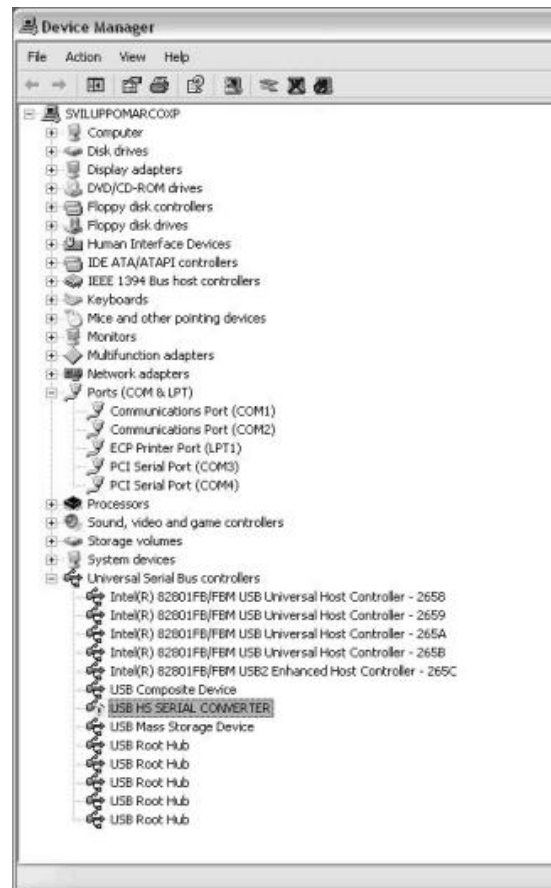 Device Manager
File Action View Help
SVILUPPOMARCOXP
Computer
Disk drives
Display adapters
DVD/CD-ROM drives
Floppy disk controllers
Floppy disk drives
Human Interface Devices
IDE ATA/ATAPI controllers
IEEE 1394 Bus host controllers
Keyboards
Mice and other pointing devices
Monitors
Multifunction adapters
Network adapters
Ports (COM & LPT)
Communications Port (COM1)
Communications Port (COM2)
ECP Printer Port (LPT1)
PCI Serial Port (COM3)
PCI Serial Port (COM4)
Processors
Sound, video and game controllers
Storage volumes
System devices
Universal Serial Bus controllers
Intel(R) 82801FB/FBM USB Universal Host Controller - 2658
Intel(R) 82801FB/FBM USB Universal Host Controller - 2659
Intel(R) 82801FB/FBM USB Universal Host Controller - 265A
Intel(R) 82801FB/FBM USB Universal Host Controller - 265B
Intel(R) 82801FB/FBM USB2 Enhanced Host Controller - 265C
USB Composite Device
USB HS SERIAL CONVERTER
USB Mass Storage Device
USB Root Hub
USB Root Hub
USB Root Hub
USB Root Hub
USB Root Hub